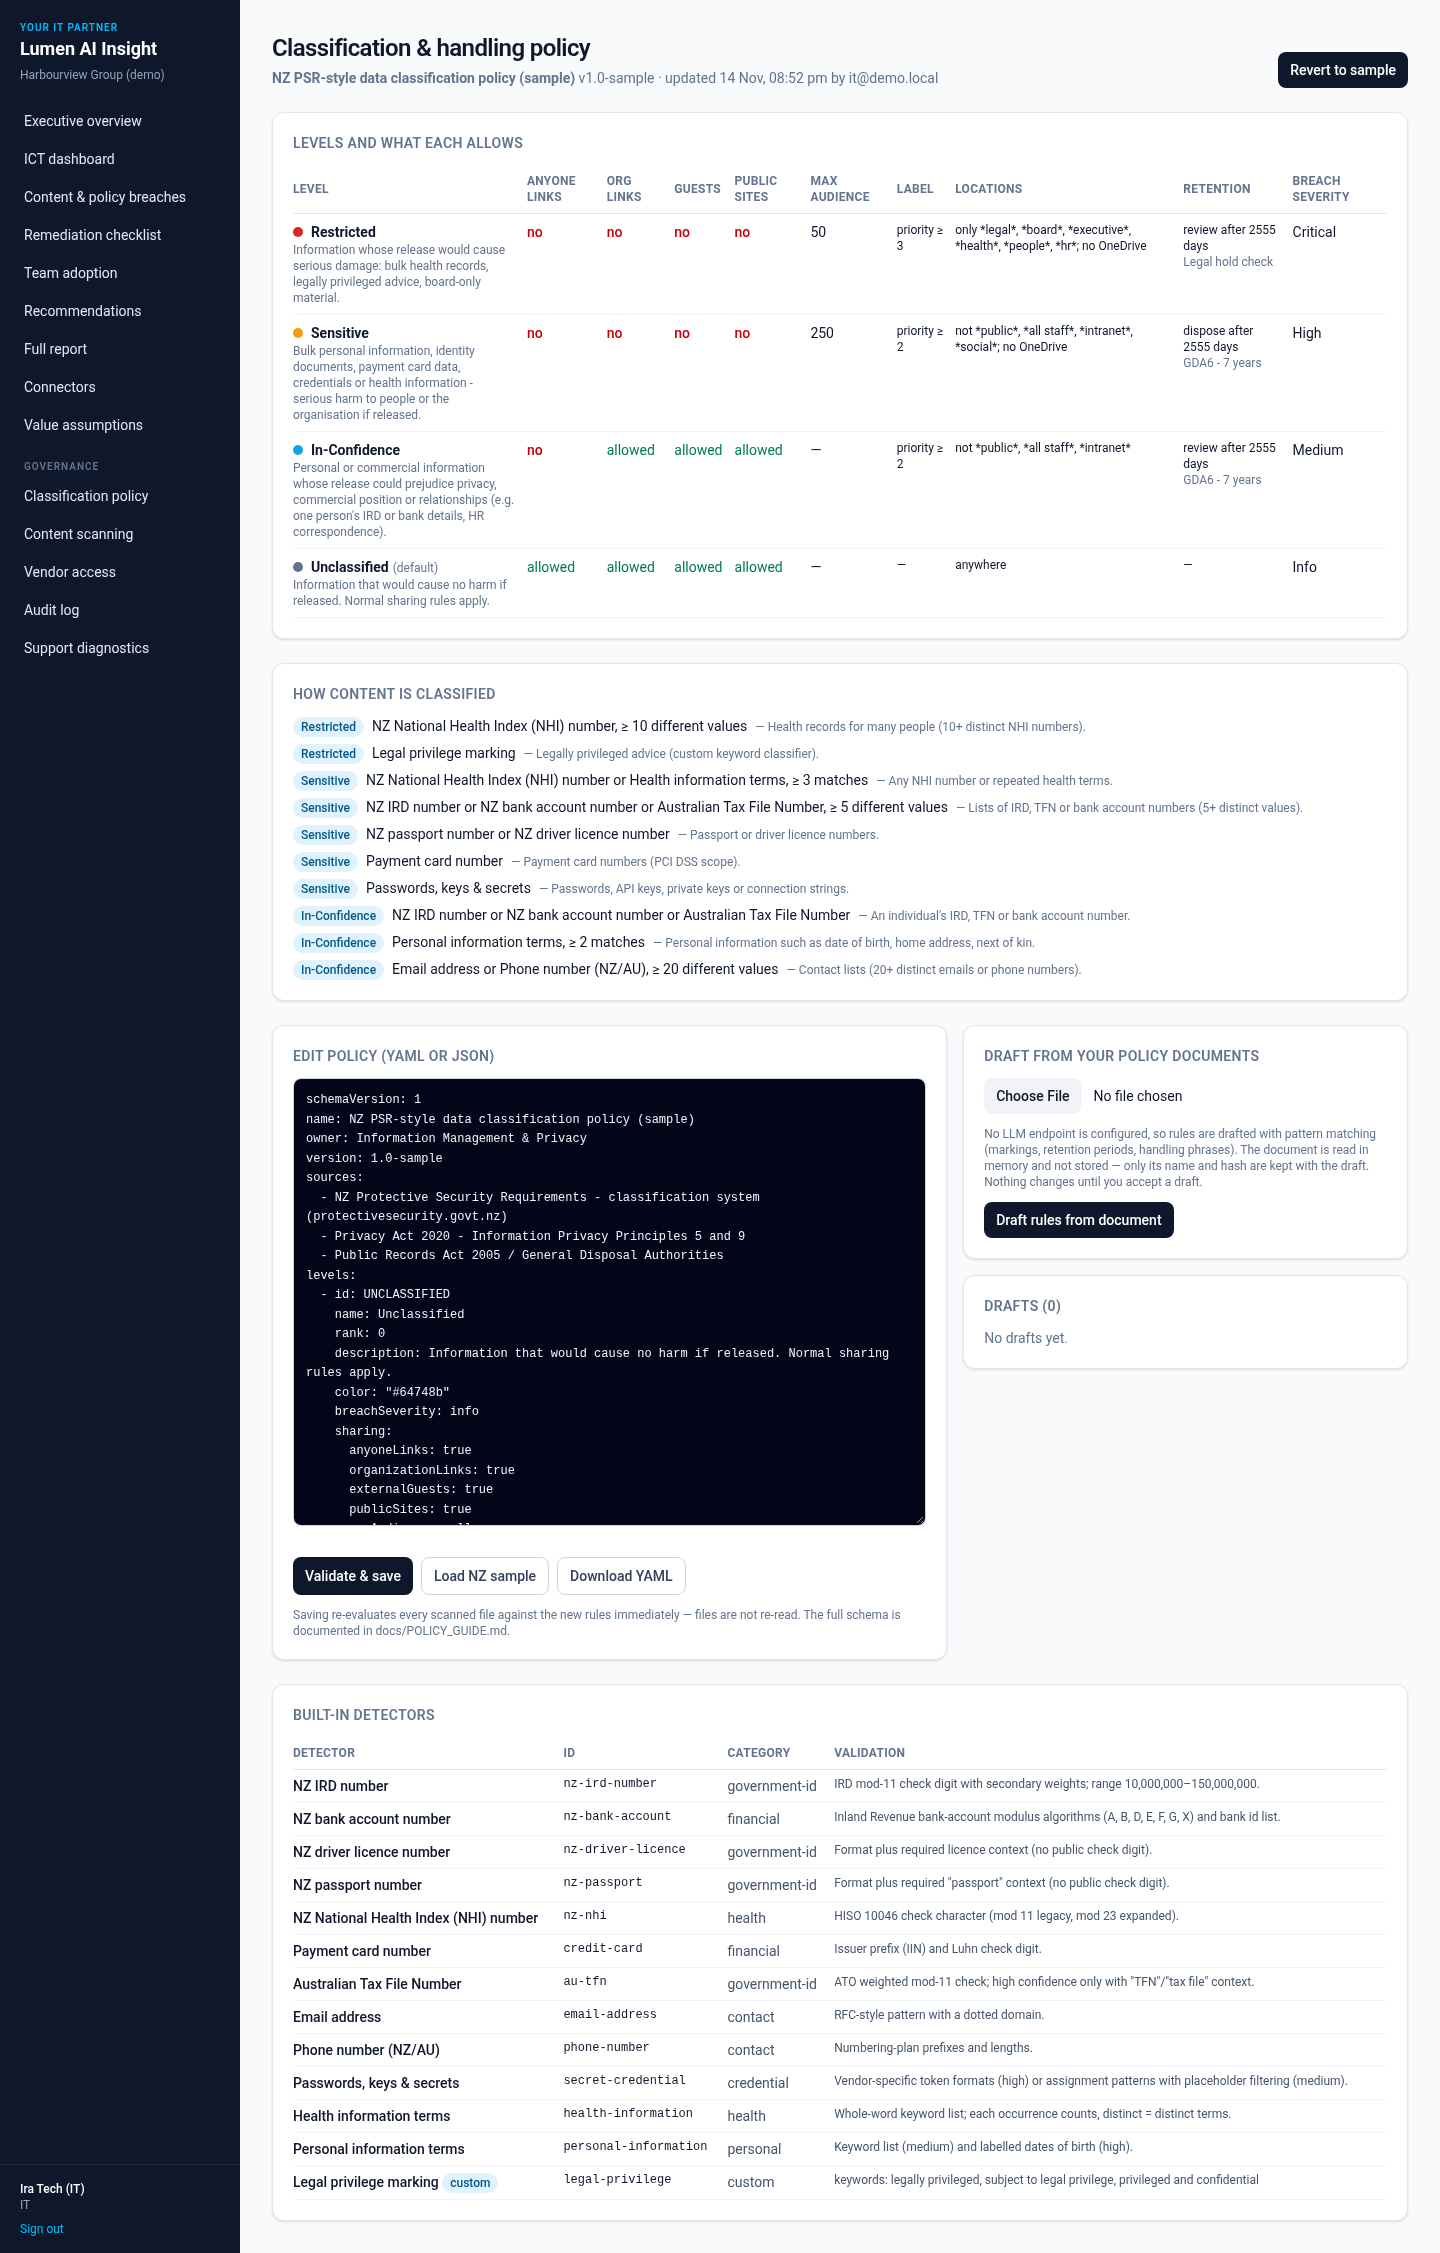 YOUR IT PARTNER
Lumen AI Insight
Harbourview Group (demo)
Executive overview
ICT dashboard
Content & policy breaches
Remediation checklist
Team adoption
Recommendations
Full report
Connectors
Value assumptions
GOVERNANCE
Classification policy
Content scanning
Vendor access
Audit log
Support diagnostics
Ira Tech (IT)
IT
Sign out
Classification & handling policy
NZ PSR-style data classification policy (sample) v1.0-sample · updated 14 Nov, 08:52 pm by it@demo.local
Revert to sample
LEVELS AND WHAT EACH ALLOWS
LEVEL ANYONE LINKS ORG LINKS GUESTS PUBLIC SITES MAX AUDIENCE LABEL LOCATIONS RETENTION BREACH SEVERITY
Restricted no no no no 50 priority ≥ 3 only *legal*, *board*, *executive*, *health*, *people*, *hr*; no OneDrive review after 2555 days Critical
Legal hold check
Information whose release would cause
serious damage: bulk health records,
legally privileged advice, board-only
material.
Sensitive no no no no 250 priority ≥ 2 not *public*, *all staff*, *intranet*, *social*; no OneDrive dispose after 2555 days High
GDA6 - 7 years
Bulk personal information, identity
documents, payment card data,
credentials or health information -
serious harm to people or the
organisation if released.
In-Confidence no allowed allowed allowed — priority ≥ 2 not *public*, *all staff*, *intranet* review after 2555 days Medium
GDA6 - 7 years
Personal or commercial information
whose release could prejudice privacy,
commercial position or relationships (e.g.
one person's IRD or bank details, HR
correspondence).
Unclassified (default) allowed allowed allowed allowed — — anywhere — Info
Information that would cause no harm if
released. Normal sharing rules apply.
HOW CONTENT IS CLASSIFIED
Restricted NZ National Health Index (NHI) number, ≥ 10 different values — Health records for many people (10+ distinct NHI numbers).
Restricted Legal privilege marking — Legally privileged advice (custom keyword classifier).
Sensitive NZ National Health Index (NHI) number or Health information terms, ≥ 3 matches — Any NHI number or repeated health terms.
Sensitive NZ IRD number or NZ bank account number or Australian Tax File Number, ≥ 5 different values — Lists of IRD, TFN or bank account numbers (5+ distinct values).
Sensitive NZ passport number or NZ driver licence number — Passport or driver licence numbers.
Sensitive Payment card number — Payment card numbers (PCI DSS scope).
Sensitive Passwords, keys & secrets — Passwords, API keys, private keys or connection strings.
In-Confidence NZ IRD number or NZ bank account number or Australian Tax File Number — An individual's IRD, TFN or bank account number.
In-Confidence Personal information terms, ≥ 2 matches — Personal information such as date of birth, home address, next of kin.
In-Confidence Email address or Phone number (NZ/AU), ≥ 20 different values — Contact lists (20+ distinct emails or phone numbers).
EDIT POLICY (YAML OR JSON)
schemaVersion: 1
name: NZ PSR-style data classification policy (sample)
owner: Information Management & Privacy
version: 1.0-sample
sources:
- NZ Protective Security Requirements - classification system
(protectivesecurity.govt.nz)
- Privacy Act 2020 - Information Privacy Principles 5 and 9
- Public Records Act 2005 / General Disposal Authorities
levels:
- id: UNCLASSIFIED
name: Unclassified
rank: 0
description: Information that would cause no harm if released. Normal sharing
rules apply.
color: "#64748b"
breachSeverity: info
sharing:
anyoneLinks: true
organizationLinks: true
externalGuests: true
publicSites: true
Validate & save
Load NZ sample
Download YAML
Saving re-evaluates every scanned file against the new rules immediately — files are not re-read. The full schema is
documented in docs/POLICY_GUIDE.md.
DRAFT FROM YOUR POLICY DOCUMENTS
Choose File No file chosen
No LLM endpoint is configured, so rules are drafted with pattern matching
(markings, retention periods, handling phrases). The document is read in
memory and not stored — only its name and hash are kept with the draft.
Nothing changes until you accept a draft.
Draft rules from document
DRAFTS (0)
No drafts yet.
BUILT-IN DETECTORS
DETECTOR ID CATEGORY VALIDATION
NZ IRD number nz-ird-number government-id IRD mod-11 check digit with secondary weights; range 10,000,000–150,000,000.
NZ bank account number nz-bank-account financial Inland Revenue bank-account modulus algorithms (A, B, D, E, F, G, X) and bank id list.
NZ driver licence number nz-driver-licence government-id Format plus required licence context (no public check digit).
NZ passport number nz-passport government-id Format plus required "passport" context (no public check digit).
NZ National Health Index (NHI) number nz-nhi health HISO 10046 check character (mod 11 legacy, mod 23 expanded).
Payment card number credit-card financial Issuer prefix (IIN) and Luhn check digit.
Australian Tax File Number au-tfn government-id ATO weighted mod-11 check; high confidence only with "TFN"/"tax file" context.
Email address email-address contact RFC-style pattern with a dotted domain.
Phone number (NZ/AU) phone-number contact Numbering-plan prefixes and lengths.
Passwords, keys & secrets secret-credential credential Vendor-specific token formats (high) or assignment patterns with placeholder filtering (medium).
Health information terms health-information health Whole-word keyword list; each occurrence counts, distinct = distinct terms.
Personal information terms personal-information personal Keyword list (medium) and labelled dates of birth (high).
Legal privilege marking custom legal-privilege custom keywords: legally privileged, subject to legal privilege, privileged and confidential